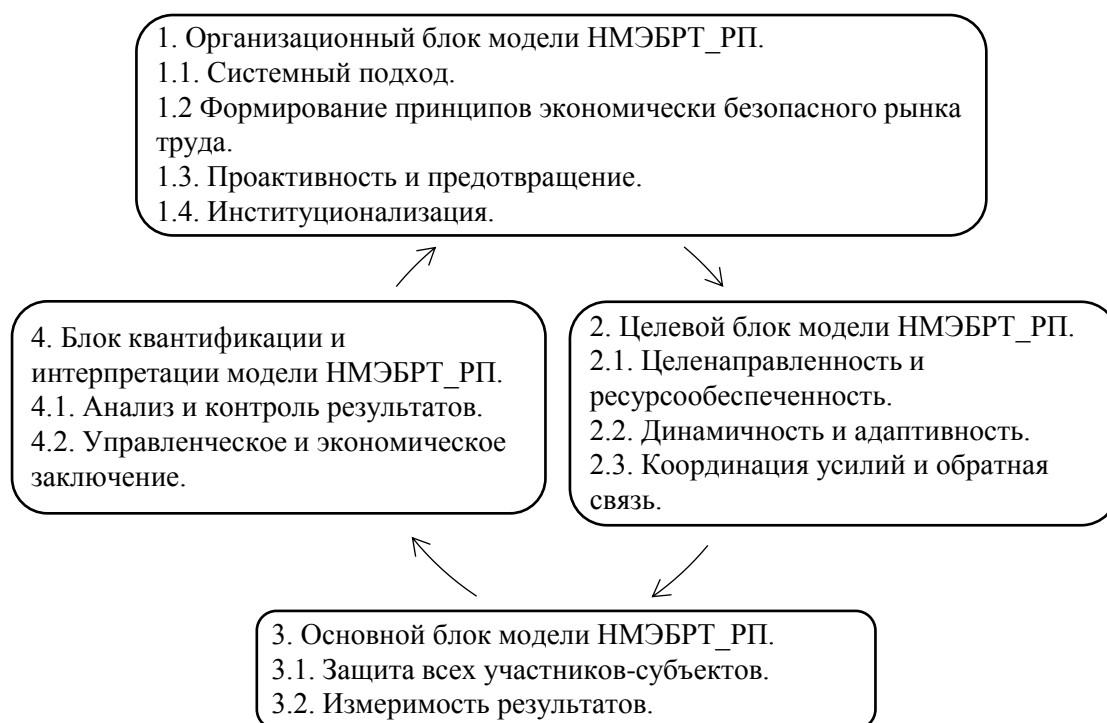 1. Организационный блок модели НМЭБРТ_РП.
1.1. Системный подход.
1.2 Формирование принципов экономически безопасного рынка
труда.
1.3. Проактивность и предотвращение.
1.4. Институционализация.
2. Целевой блок модели НМЭБРТ_РП.
2.1. Целенаправленность и
ресурсообеспеченность.
2.2. Динамичность и адаптивность.
2.3. Координация усилий и обратная
связь.
3. Основной блок модели НМЭБРТ_РП.
3.1. Защита всех участников-субъектов.
3.2. Измеримость результатов.
4. Блок квантификации и
интерпретации модели НМЭБРТ_РП.
4.1. Анализ и контроль результатов.
4.2. Управленческое и экономическое
заключение.